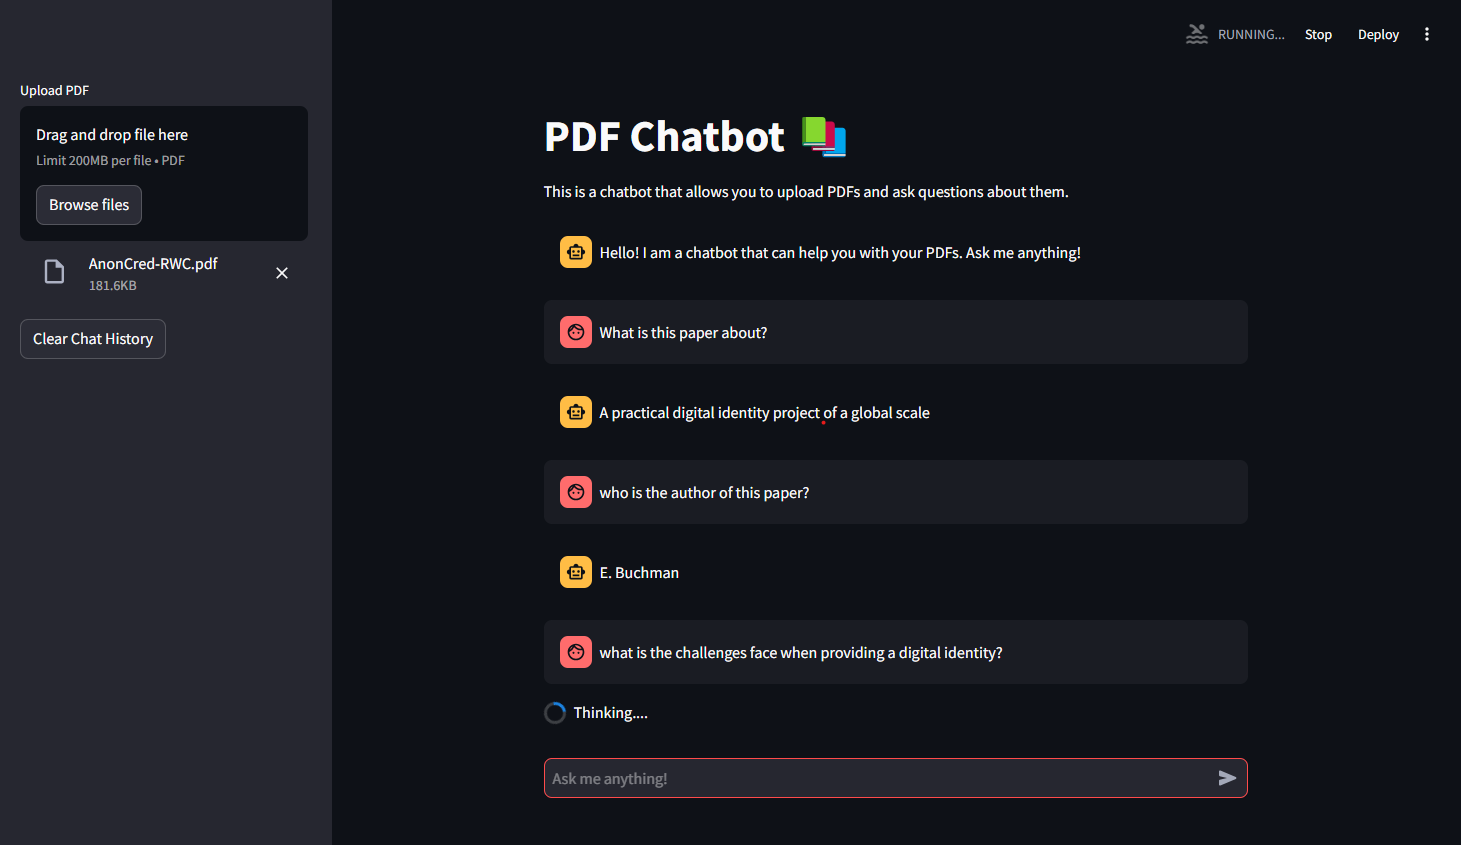 RUNNING...
Stop
Deploy
Upload PDF
Drag and drop file here
Limit 200MB per file • PDF
Browse files
AnonCred-RWC.pdf
181.6KB
Clear Chat History
PDF Chatbot
This is a chatbot that allows you to upload PDFs and ask questions about them.
Hello! I am a chatbot that can help you with your PDFs. Ask me anything!
What is this paper about?
A practical digital identity project of a global scale
who is the author of this paper?
E. Buchman
what is the challenges face when providing a digital identity?
Thinking....
Ask me anything!